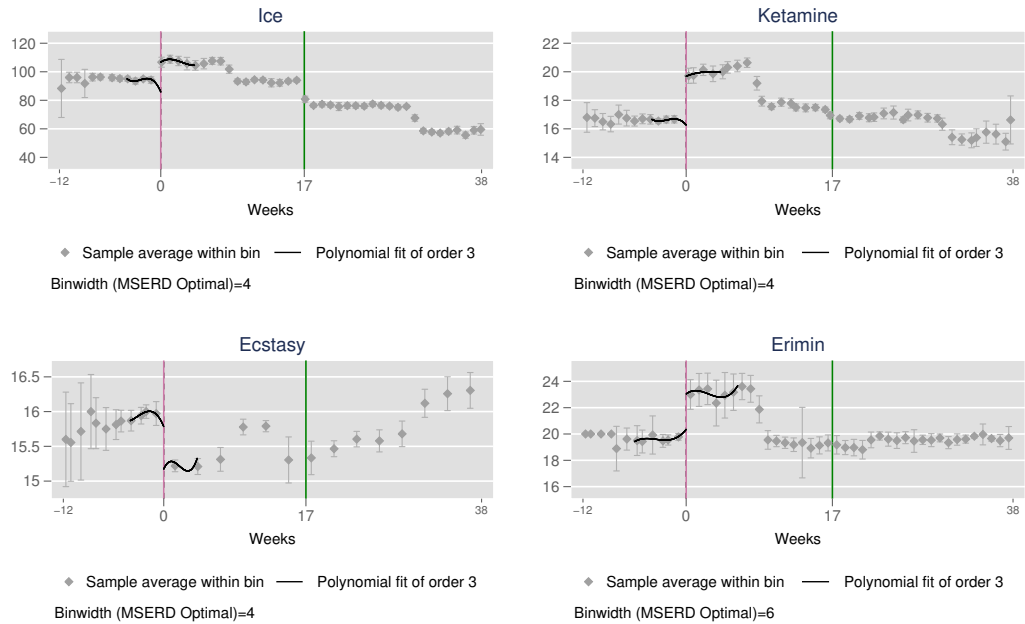 Ice
120
100
80
60
40
−12
0
17
38
Weeks
Sample average within bin
Polynomial fit of order 3
Binwidth (MSERD Optimal)=4
Ketamine
22
20
18
16
14
−12
0
17
38
Weeks
Sample average within bin
Polynomial fit of order 3
Binwidth (MSERD Optimal)=4
Ecstasy
16.5
16
15.5
15
−12
0
17
38
Weeks
Sample average within bin
Polynomial fit of order 3
Binwidth (MSERD Optimal)=4
Erimin
24
22
20
18
16
−12
0
17
38
Weeks
Sample average within bin
Polynomial fit of order 3
Binwidth (MSERD Optimal)=6